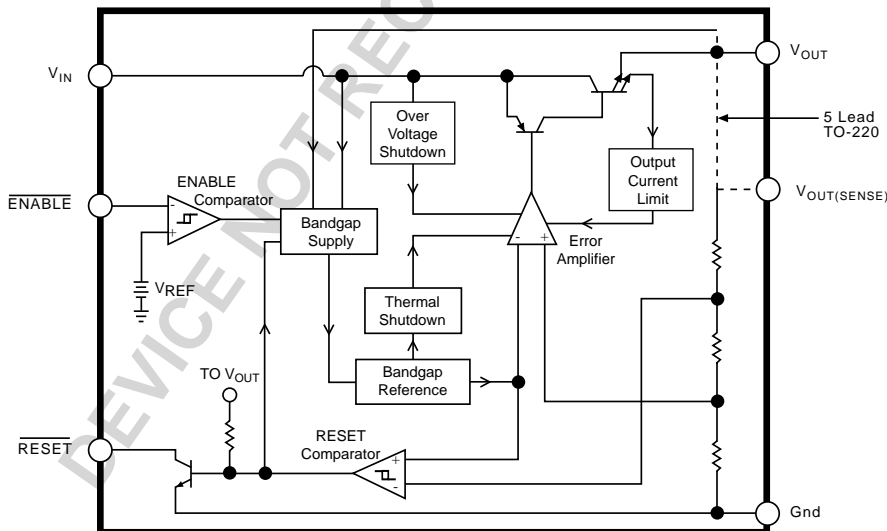 DEVICE NOT REC
VIN
VOUT
5 Lead
TO-220
Over
Voltage
Shutdown
Output
Current
Limit
ENABLE
ENABLE
Comparator
-
+
VREF
Bandgap
Supply
VOUT(SENSE)
- +
Error
Amplifier
Thermal
Shutdown
Bandgap
Reference
TO VOUT
RESET
RESET
Comparator
+
-
Gnd